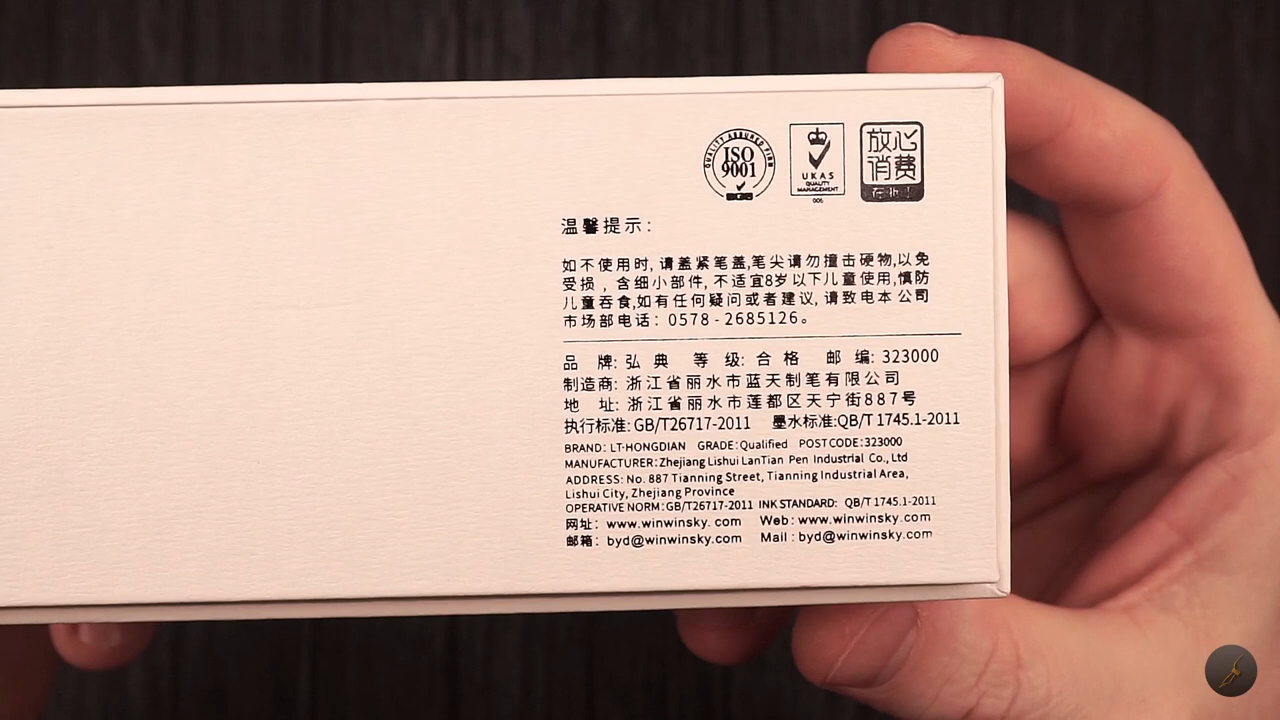 QUALITY ASSURED FIRM
ISO
9001
UKAS
QUALITY
MANAGEMENT
005
放心
消费
温馨提示:
如不使用时, 请盖紧笔盖,笔尖请勿撞击硬物,以免
受损，含细小部件, 不适宜8岁以下儿童使用,慎防
儿童吞食,如有任何疑问或者建议, 请致电本公司
市场部电话: 0578-2685126。
品 牌: 弘典 等 级: 合格 邮 编: 323000
制造商: 浙江省丽水市蓝天制笔有限公司
地 址: 浙江省丽水市莲都区天宁街887号
执行标准: GB/T26717-2011 墨水标准:QB/T 1745.1-2011
BRAND: LT-HONGDIAN GRADE:Qualified POSTCODE:323000
MANUFACTURER:Zhejiang Lishui LanTian Pen Industrial Co., Ltd
ADDRESS: No. 887 Tianning Street, Tianning Industrial Area,
Lishui City, Zhejiang Province
OPERATIVE NORM:GB/T26717-2011 INK STANDARD: QB/T 1745.1-2011
网址: www.winwinsky. com Web: www.winwinsky.com
邮箱: byd@winwinsky.com Mail : byd@winwinsky.com